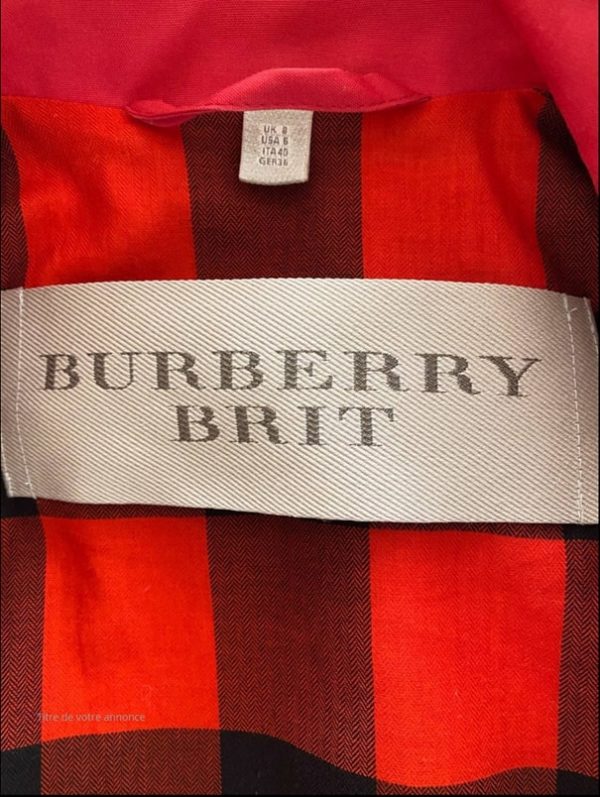 UK 8
USA 6
ITA 40
GER 36
BURBERRY
BRIT
Titre de votre annonce